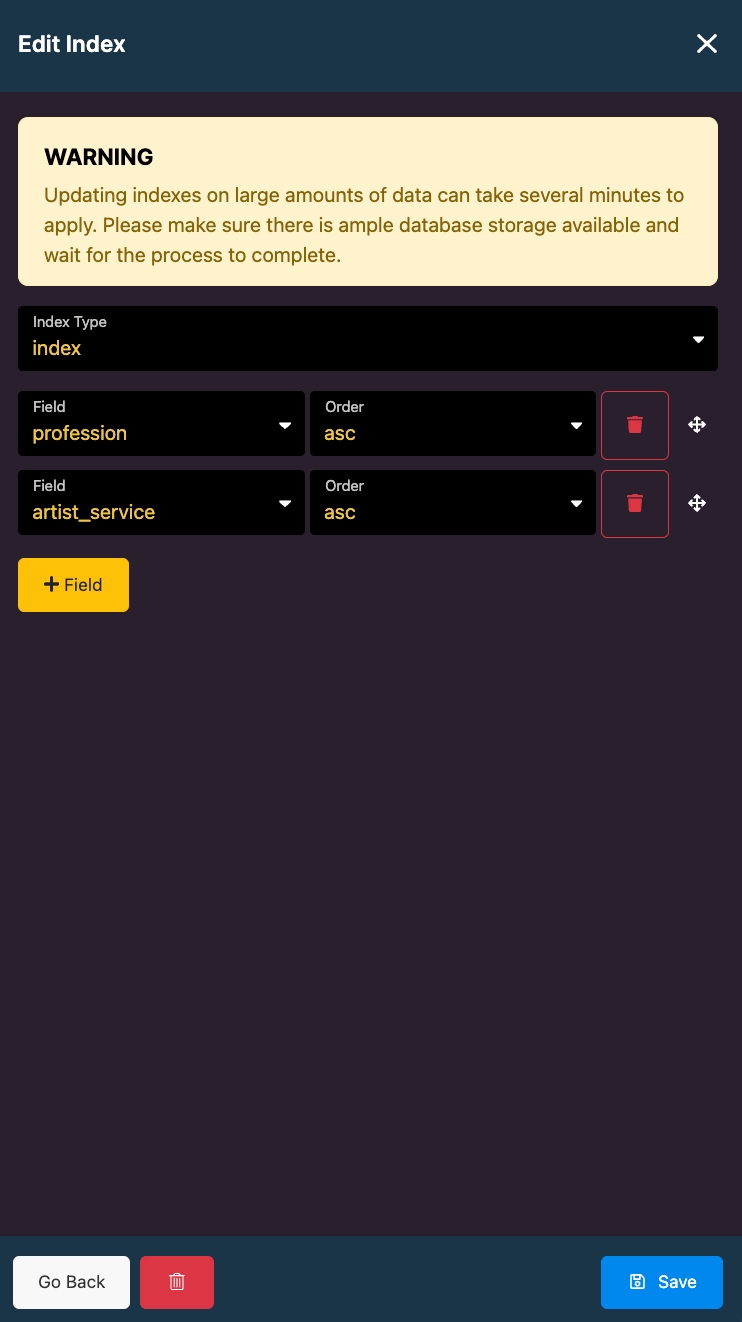 Edit Index
WARNING
Updating indexes on large amounts of data can take several minutes to
apply. Please make sure there is ample database storage available and
wait for the process to complete.
Index Type
index
Field
profession
Order
asc
Field
artist_service
Order
asc
Field
Go Back
Save